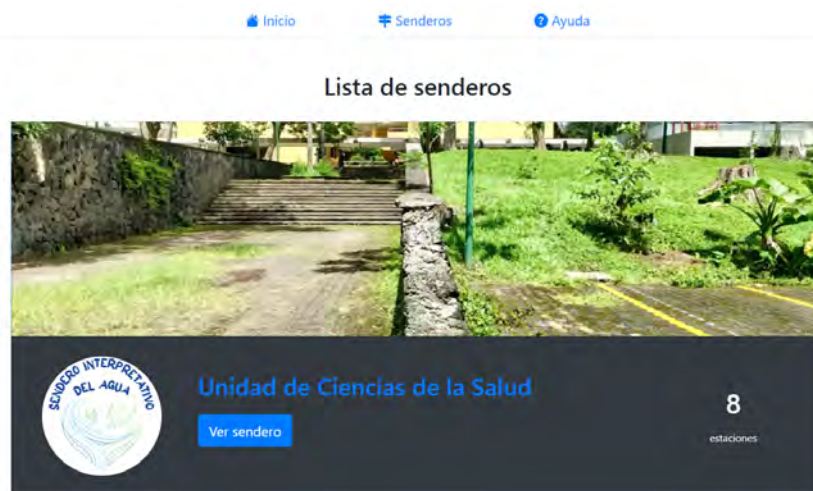 Inicio
Senderos
Ayuda
Lista de senderos
SENDERO INTERPRETATIVO
DEL AGUA
Unidad de Ciencias de la Salud
Ver sendero
8
estaciones